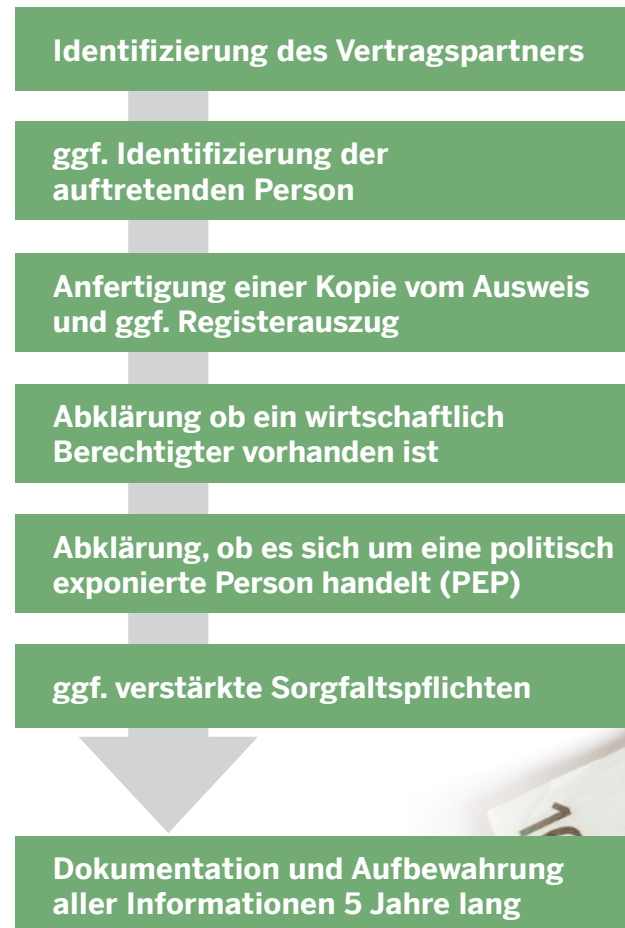 Identifizierung des Vertragspartners
ggf. Identifizierung der
auftretenden Person
Anfertigung einer Kopie vom Ausweis
und ggf. Registerauszug
Abklärung ob ein wirtschaftlich
Berechtigter vorhanden ist
Abklärung, ob es sich um eine politisch
exponierte Person handelt (PEP)
ggf. verstärkte Sorgfaltspflichten
Dokumentation und Aufbewahrung
aller Informationen 5 Jahre lang